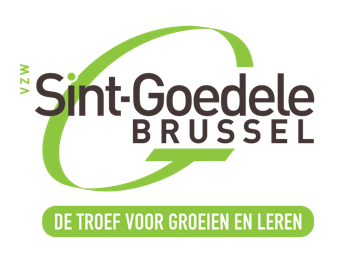 VZW
Sint-Goedele
BRUSSEL
DE TROEF VOOR GROEIEN EN LEREN